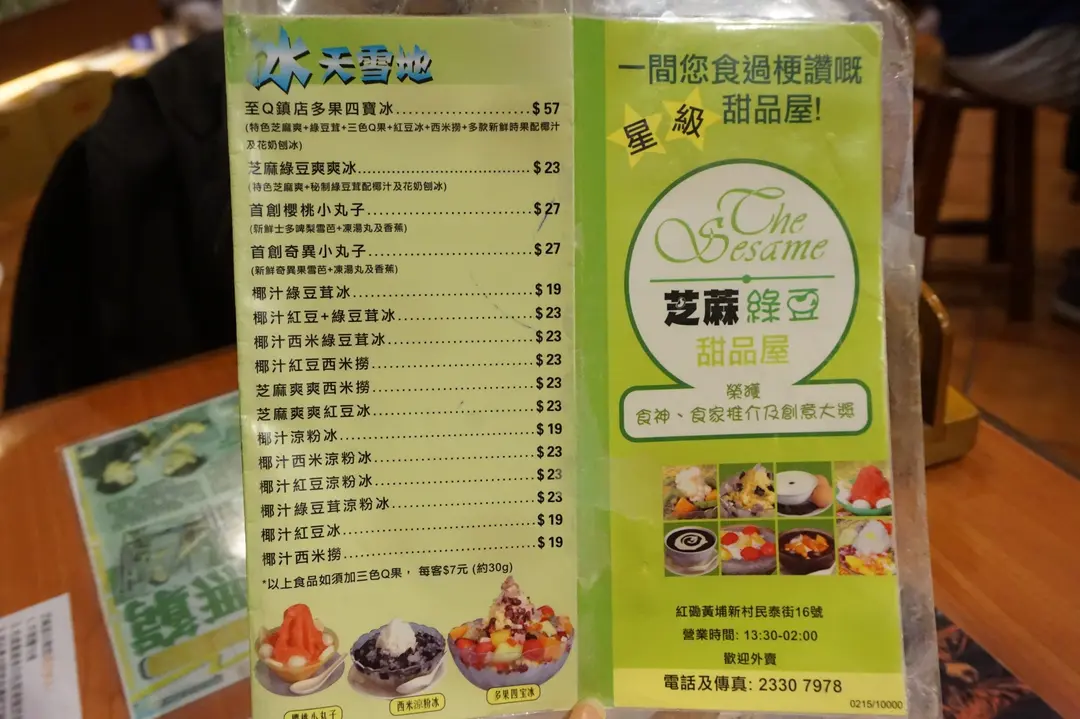 冰天雪地
至Q鎮店多果四寶冰 $57
(特色芝麻爽+綠豆茸+三色Q果+紅豆冰+西米撈+多款新鮮時果配椰汁
及花奶刨冰)
芝麻綠豆爽爽冰 $23
(特色芝麻爽+秘制綠豆茸配椰汁及花奶刨冰)
首創櫻桃小丸子 $27
(新鮮士多啤梨雪芭+凍湯丸及香蕉)
首創奇異小丸子 $27
(新鮮奇異果雪芭+凍湯丸及香蕉)
椰汁綠豆茸冰 $19
椰汁紅豆+綠豆茸冰 $23
椰汁西米綠豆茸冰 $23
椰汁紅豆西米撈 $23
芝麻爽爽西米撈 $23
芝麻爽爽紅豆冰 $23
椰汁涼粉冰 $19
椰汁西米涼粉冰 $23
椰汁紅豆涼粉冰 $23
椰汁綠豆茸涼粉冰 $23
椰汁紅豆冰 $19
椰汁西米撈 $19
*以上食品如須加三色Q果， 每客$7元 (約30g)
櫻桃小丸子
西米涼粉冰
多果四宝冰
一間您食過梗讚嘅
星級 甜品屋!
The
Sesame
芝蔴綠豆
甜品屋
榮獲
食神、食家推介及創意大獎
紅磡黃埔新村民泰街16號
營業時間: 13:30-02:00
歡迎外賣
電話及傳真: 2330 7978
0215/10000